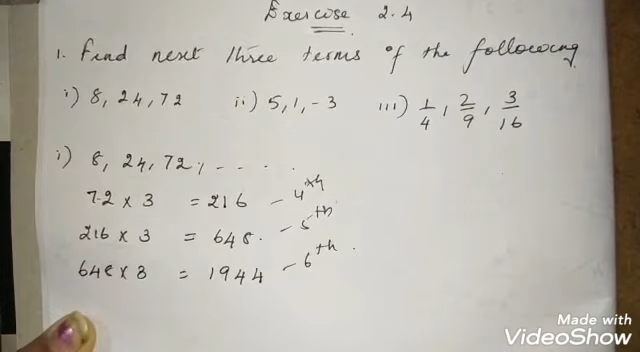 Exercise 2.4
1. Find next three terms of the following
i) 8, 24, 72 ii) 5, 1, -3 iii) 1/4, 2/9, 3/16
i) 8, 24, 72, - - - . .
72 × 3 = 216 - 4th
216 × 3 = 648. - 5th
648 × 3 = 1944 - 6th .
Made with
VideoShow